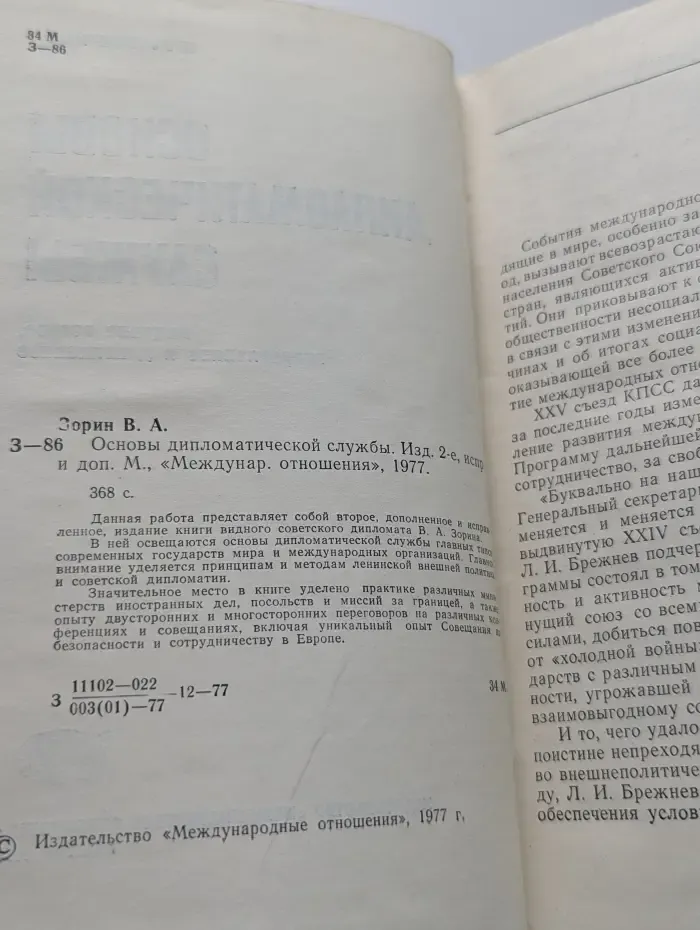 34 М
З—86
Зорин В. А.
З—86 Основы дипломатической службы. Изд. 2-е, испр.
и доп. М., «Междунар. отношения», 1977.
368 с.
Данная работа представляет собой второе, дополненное и исправ
ленное, издание книги видного советского дипломата В. А. Зорина.
В ней освещаются основы дипломатической службы главных типов
современных государств мира и международных организаций. Главное
внимание уделяется принципам и методам ленинской внешней политики
и советской дипломатии.
Значительное место в книге уделено практике различных мини
стерств иностранных дел, посольств и миссий за границей, а также
опыту двусторонних и многосторонних переговоров на различных кон
ференциях и совещаниях, включая уникальный опыт Совещания по
безопасности и сотрудничеству в Европе.
З 11102—022
003(01)—77 —12—77
34 М
© Издательство «Международные отношения», 1977 г.
События международно
дящие в мире, особенно за
од, вызывают всевозрастаю
населения Советского Сою
стран, являющихся актив
тий. Они приковывают к
общественности несоциал
в связи с этими изменени
чинах и об итогах социа
оказывающей все более
тие международных отн
XXV съезд КПСС да
за последние годы изме
ление развития междун
Программу дальнейшей
сотрудничество, за своб
«Буквально на наш
Генеральный секретар
меняется и меняется
выдвинутую XXIV съ
Л. И. Брежнев подчер
граммы состоял в том
ность и активность м
нущий союз со всем
силами, добиться пов
от «холодной войны
дарств с различным
ности, угрожавшей
взаимовыгодному со
И то, чего удало
поистине непреходя
во внешнеполитичес
ду, Л. И. Брежнев
обеспечения услов